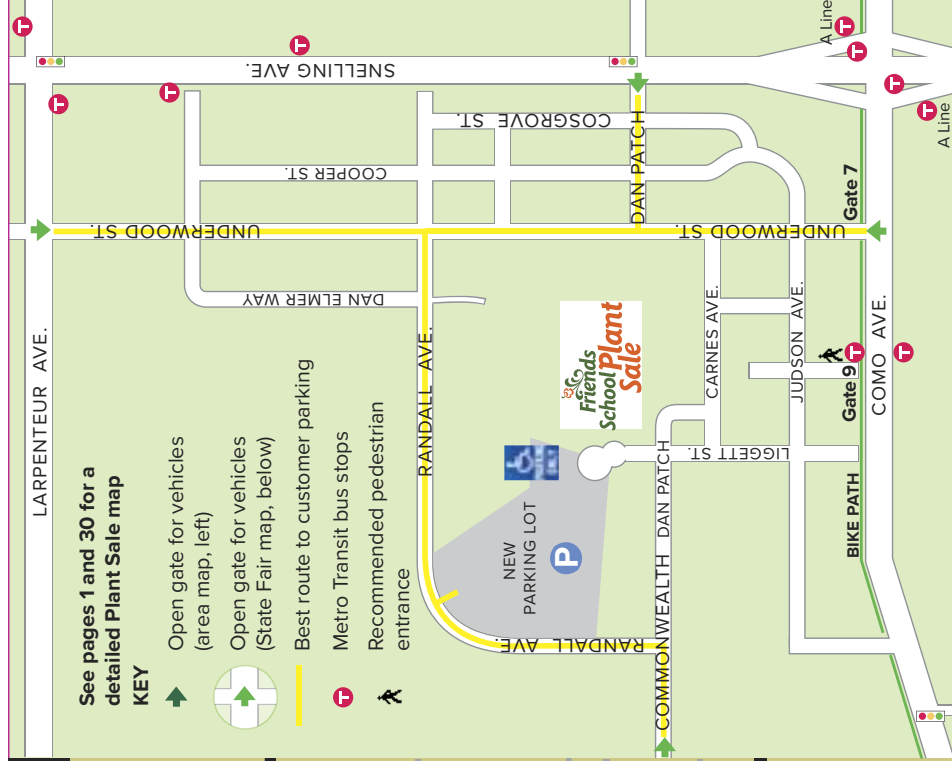 See pages 1 and 30 for a
detailed Plant Sale map
KEY
Open gate for vehicles
(area map, left)
Open gate for vehicles
(State Fair map, below)
Best route to customer parking
T
Metro Transit bus stops
Recommended pedestrian
entrance
LARPENTEUR AVE.
SNELLING AVE.
UNDERWOOD ST.
COOPER ST.
COSGROVE ST.
DAN ELMER WAY
RANDALL AVE.
DAN PATCH
UNDERWOOD ST.
NEW
PARKING LOT
P
Friends
School Plant
Sale
RANDALL AVE.
COMMONWEALTH
DAN PATCH
CARNES AVE.
LIGGETT ST.
JUDSON AVE.
BIKE PATH
Gate 9
Gate 7
COMO AVE.
A Line
A Line
T
T
T
T
T
T
T
T
T
T